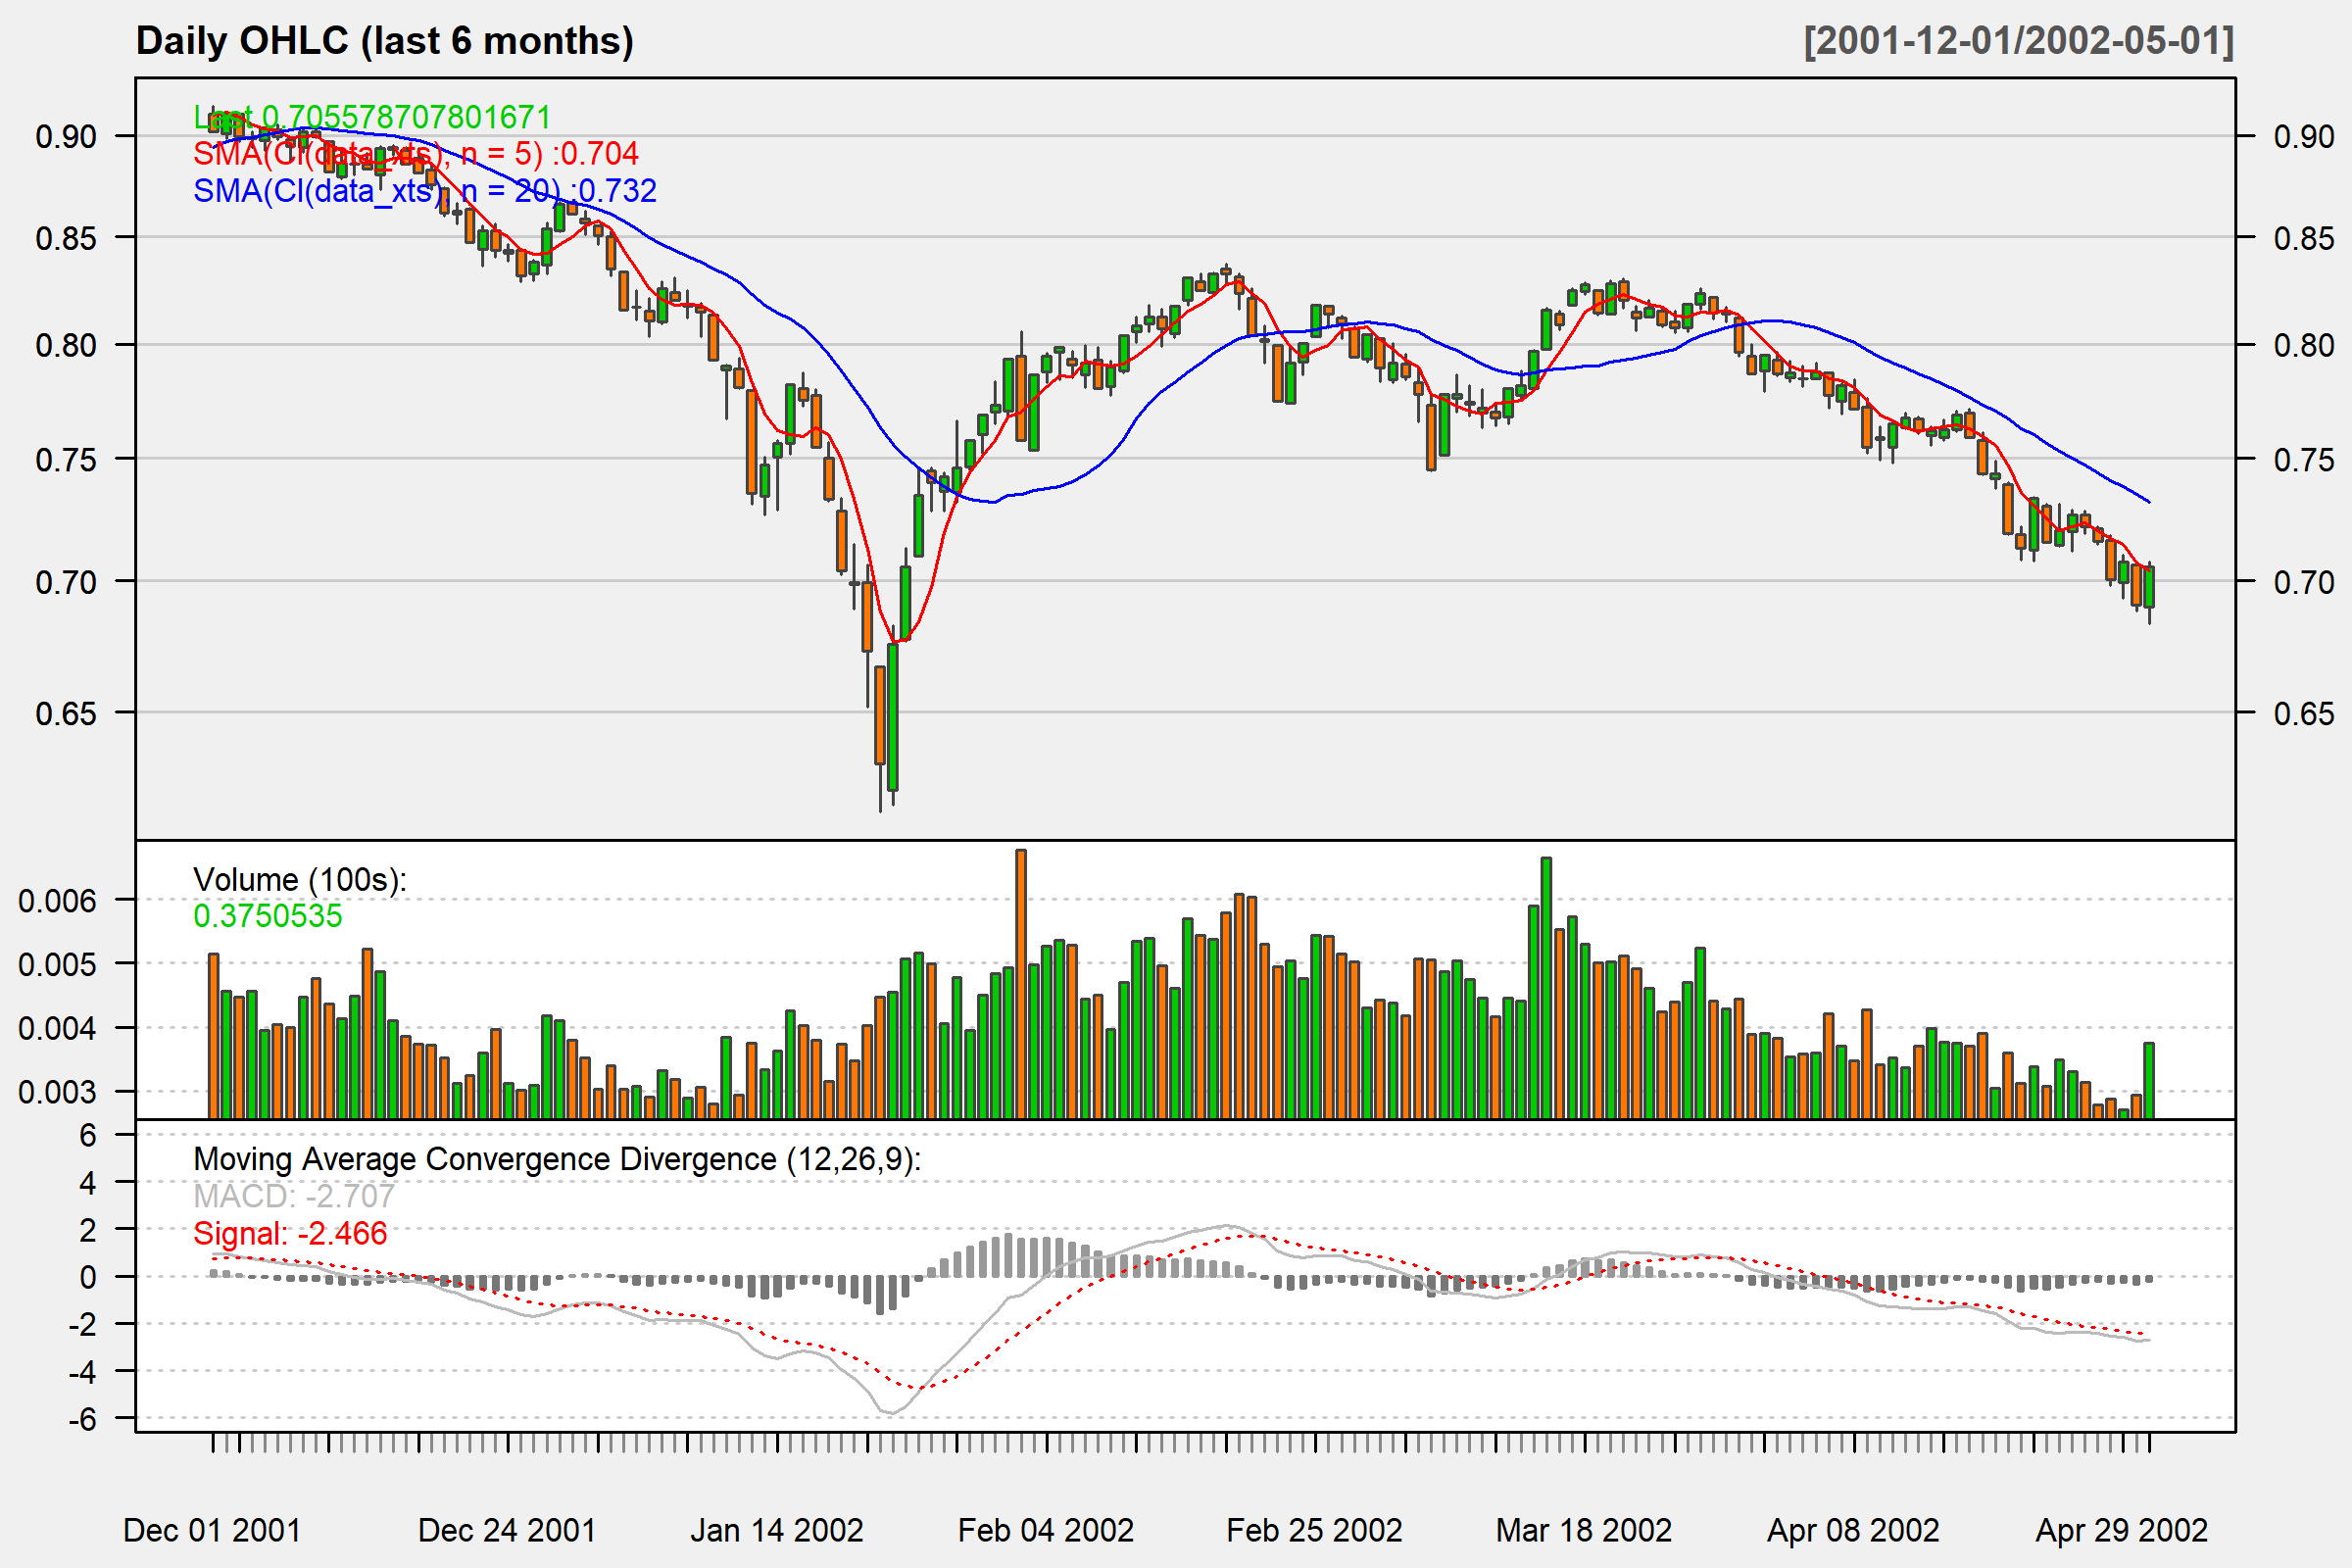 Daily OHLC (last 6 months) [2001-12-01/2002-05-01]
Last 0.705578707801671
SMA(Cl(data_xts), n = 5) :0.704
SMA(Cl(data_xts), n = 20) :0.732
0.90 0.90
0.85 0.85
0.80 0.80
0.75 0.75
0.70 0.70
0.65 0.65
Volume (100s):
0.3750535
0.006
0.005
0.004
0.003
Moving Average Convergence Divergence (12,26,9):
MACD: -2.707
Signal: -2.466
6
4
2
0
-2
-4
-6
Dec 01 2001 Dec 24 2001 Jan 14 2002 Feb 04 2002 Feb 25 2002 Mar 18 2002 Apr 08 2002 Apr 29 2002